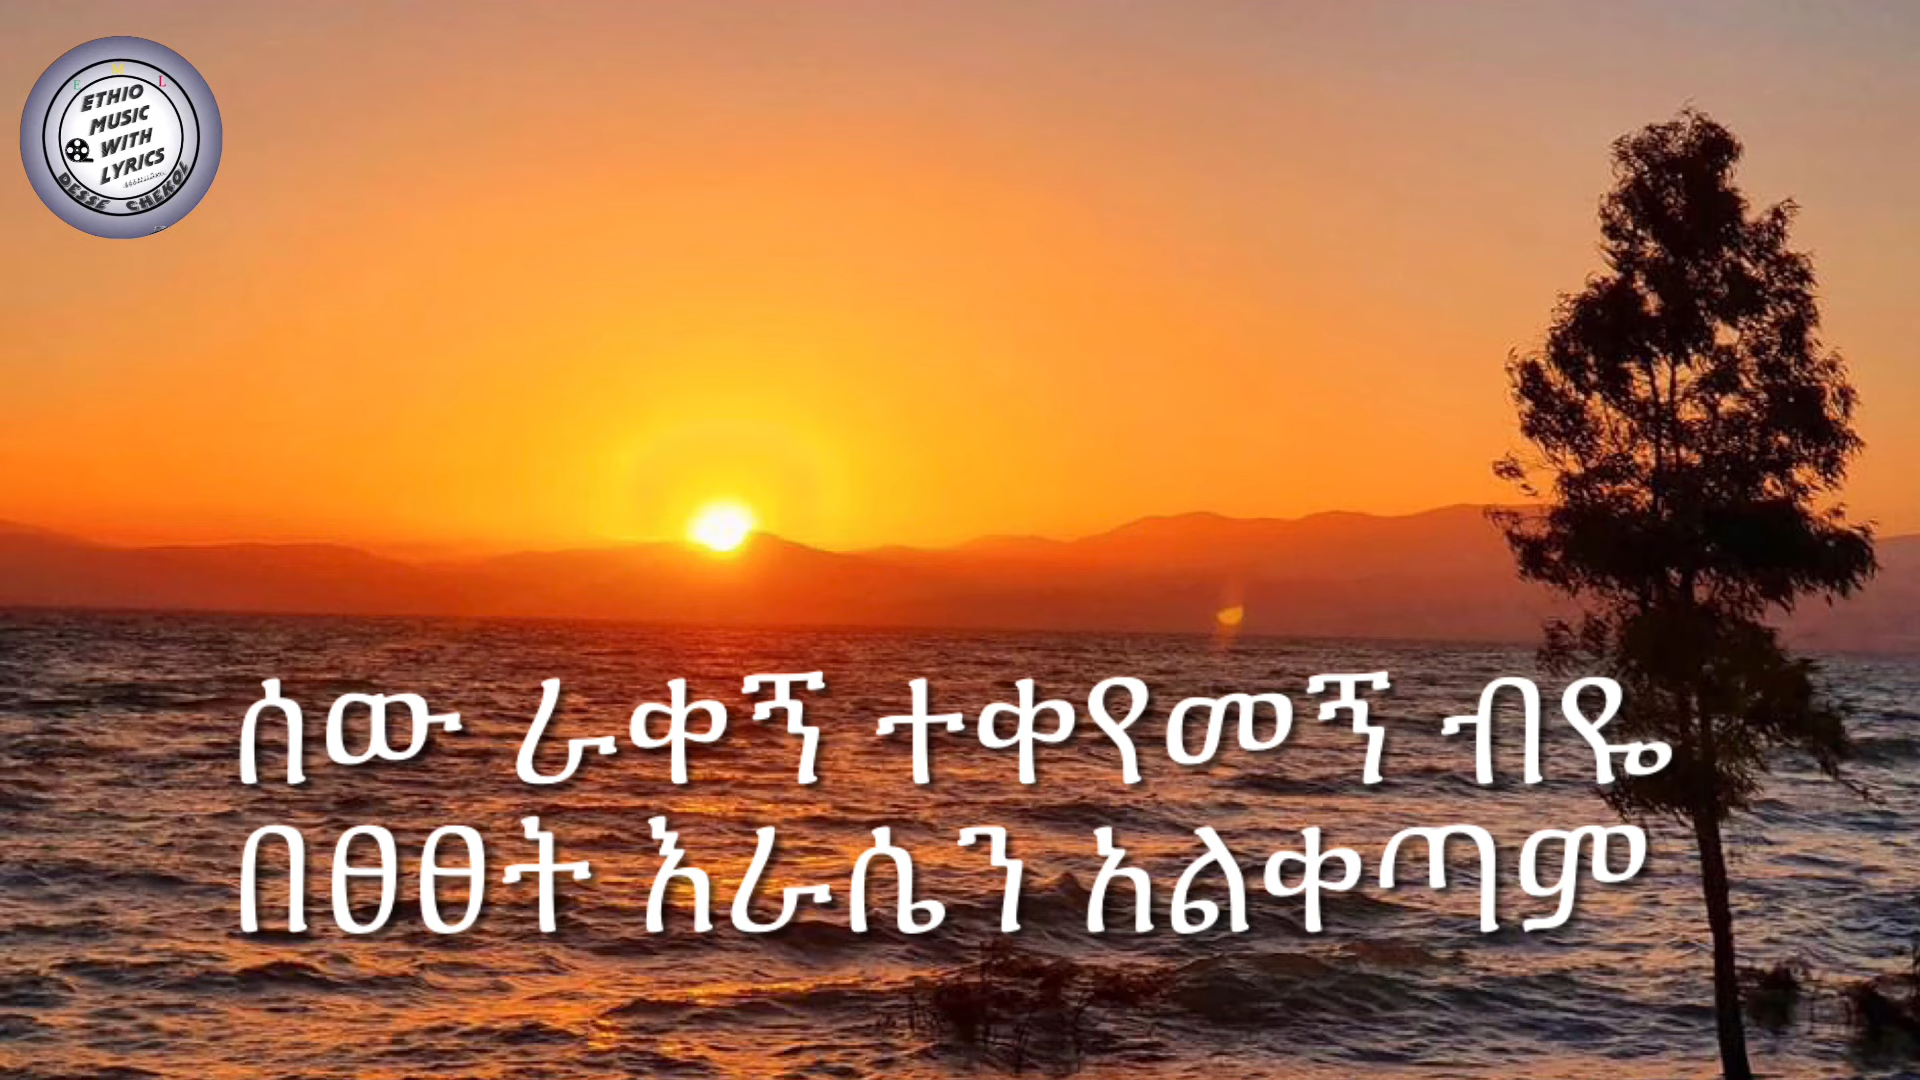 E M L
ETHIO
MUSIC
WITH
LYRICS
DESSE CHEKOL
ሰው ራቀኝ ተቀየመኝ ብዬ
በፀፀት እራሴን አልቀጣም